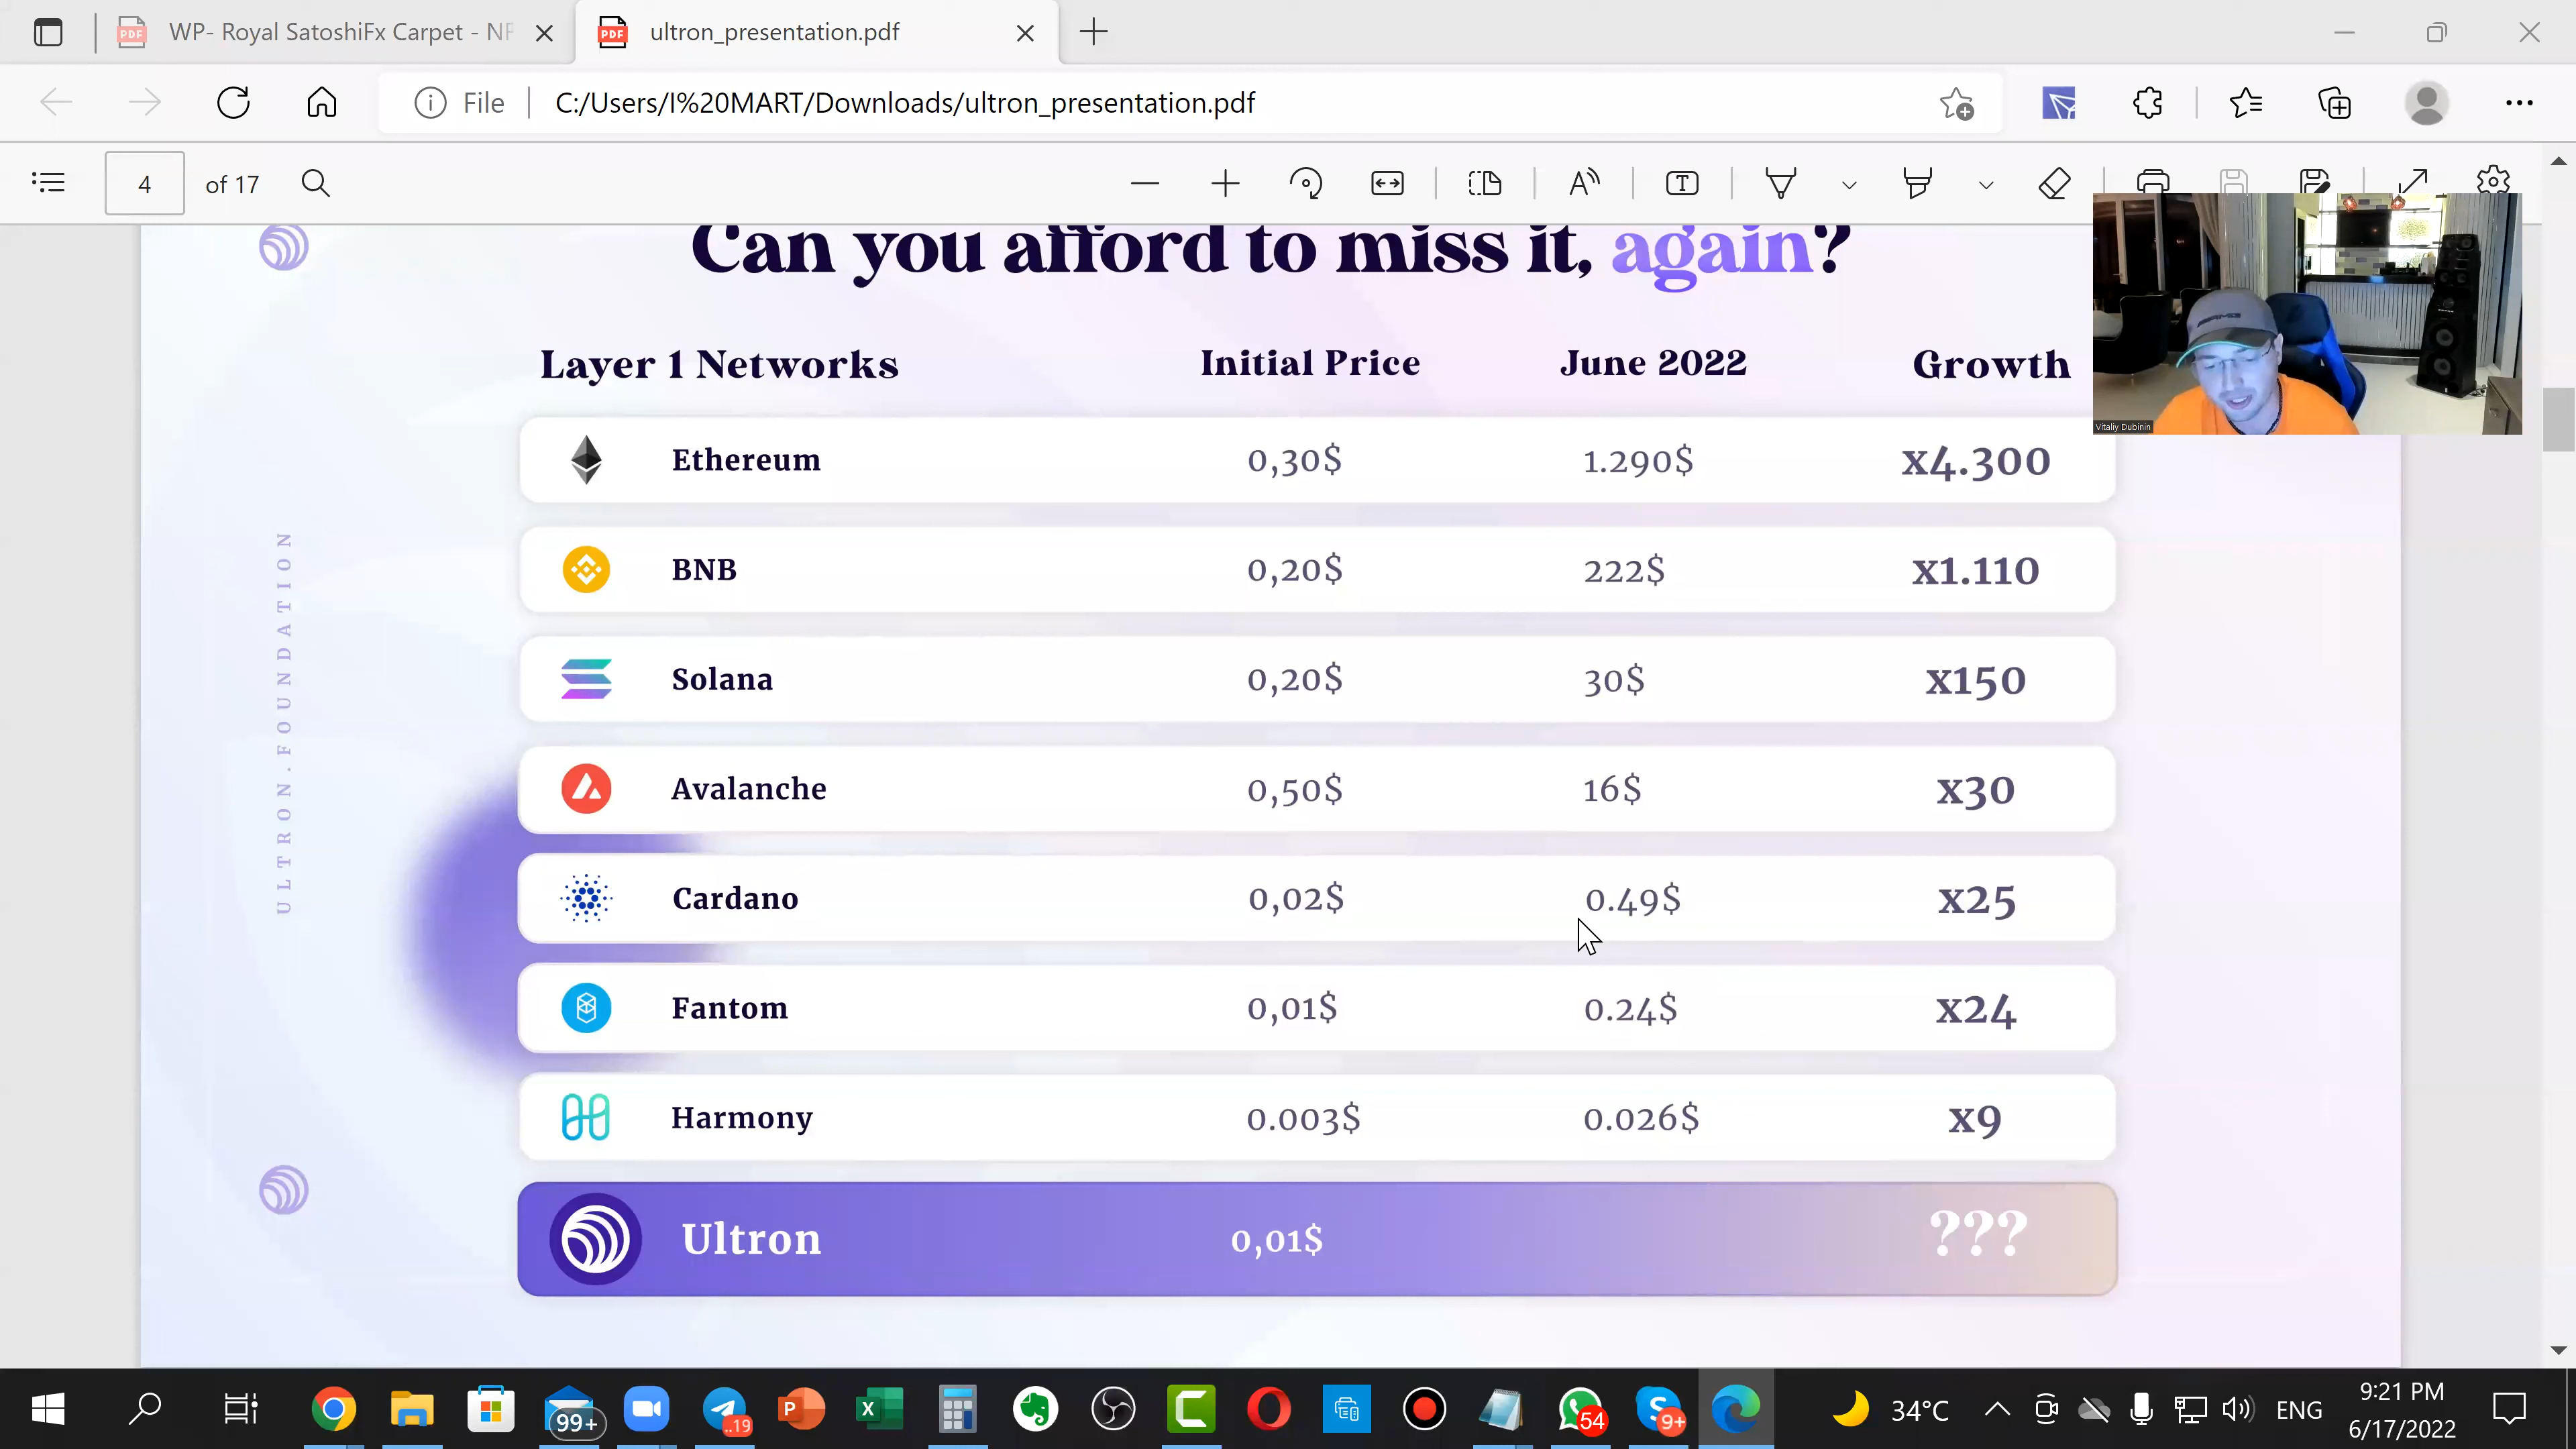 WP- Royal SatoshiFx Carpet - NF
ultron_presentation.pdf
File
C:/Users/I%20MART/Downloads/ultron_presentation.pdf
4
of 17
Can you afford to miss it, again?
Layer 1 Networks Initial Price June 2022 Growth
Ethereum 0,30$ 1.290$ x4.300
BNB 0,20$ 222$ x1.110
Solana 0,20$ 30$ x150
Avalanche 0,50$ 16$ x30
Cardano 0,02$ 0.49$ x25
Fantom 0,01$ 0.24$ x24
Harmony 0.003$ 0.026$ x9
Ultron 0,01$ ???
ULTRON.FOUNDATION
AMG
Vitaliy Dubinin
99+
..19
54
9+
34°C
ENG
9:21 PM
6/17/2022